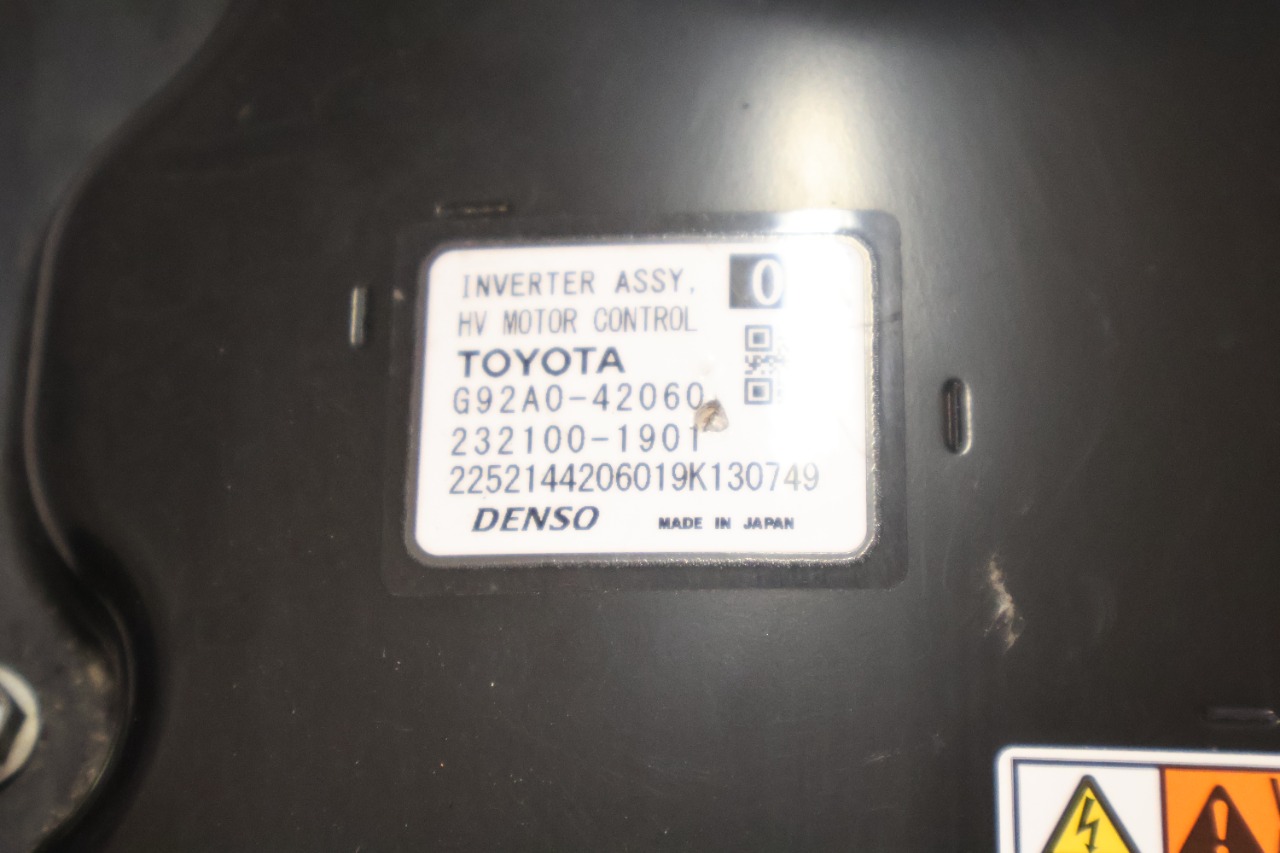 INVERTER ASSY, 0
HV MOTOR CONTROL
TOYOTA
G92A0-42060
232100-1901
2252144206019K130749
DENSO MADE IN JAPAN